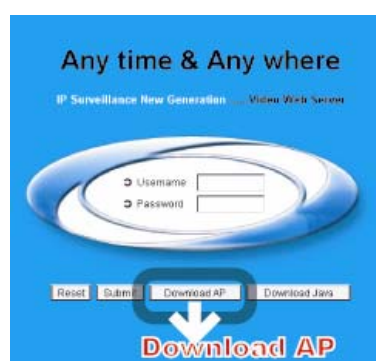 Any time & Any where
IP Surveillance New Generation ... Video Web Server
Username
Password
Reset Submit Download AP Download Java
Download AP